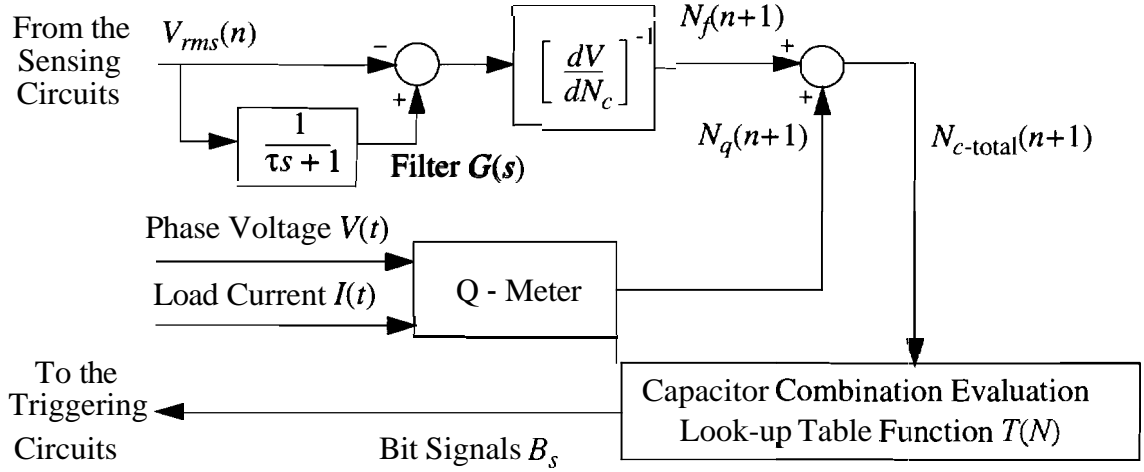 From the
Sensing
Circuits
V_rms(n)
−
+
1
τs + 1
Filter G(s)
[dV/dN_c]^-1
N_f(n+1)
+
+
N_q(n+1)
N_c-total(n+1)
Phase Voltage V(t)
Load Current I(t)
Q - Meter
Capacitor Combination Evaluation
Look-up Table Function T(N)
To the
Triggering
Circuits
Bit Signals B_s